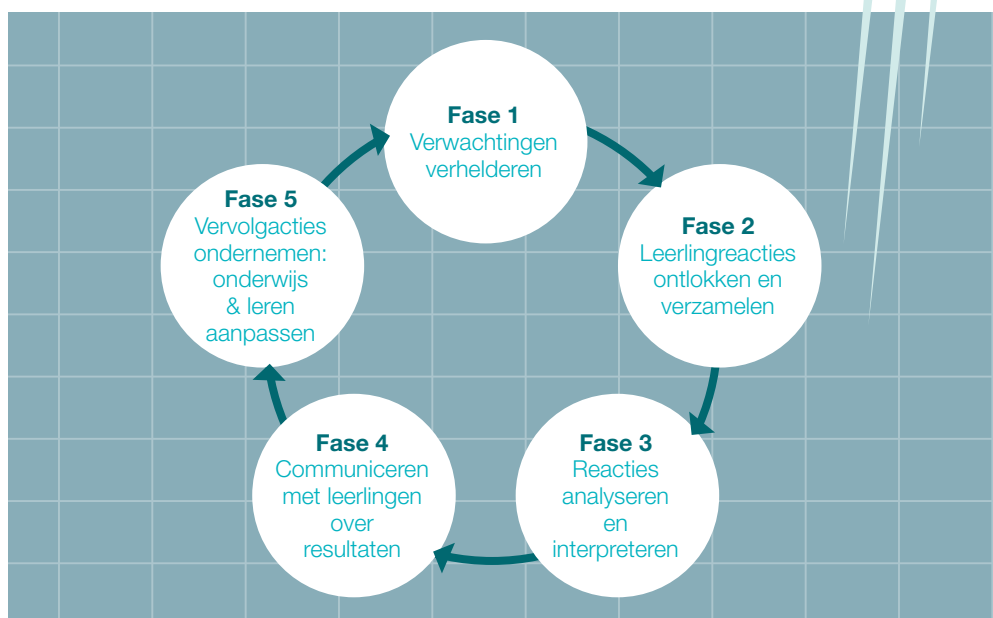 Fase 1
Verwachtingen
verhelderen
Fase 2
Leerlingreacties
ontlokken en
verzamelen
Fase 3
Reacties
analyseren
en
interpreteren
Fase 4
Communiceren
met leerlingen
over
resultaten
Fase 5
Vervolgacties
ondernemen:
onderwijs
& leren
aanpassen